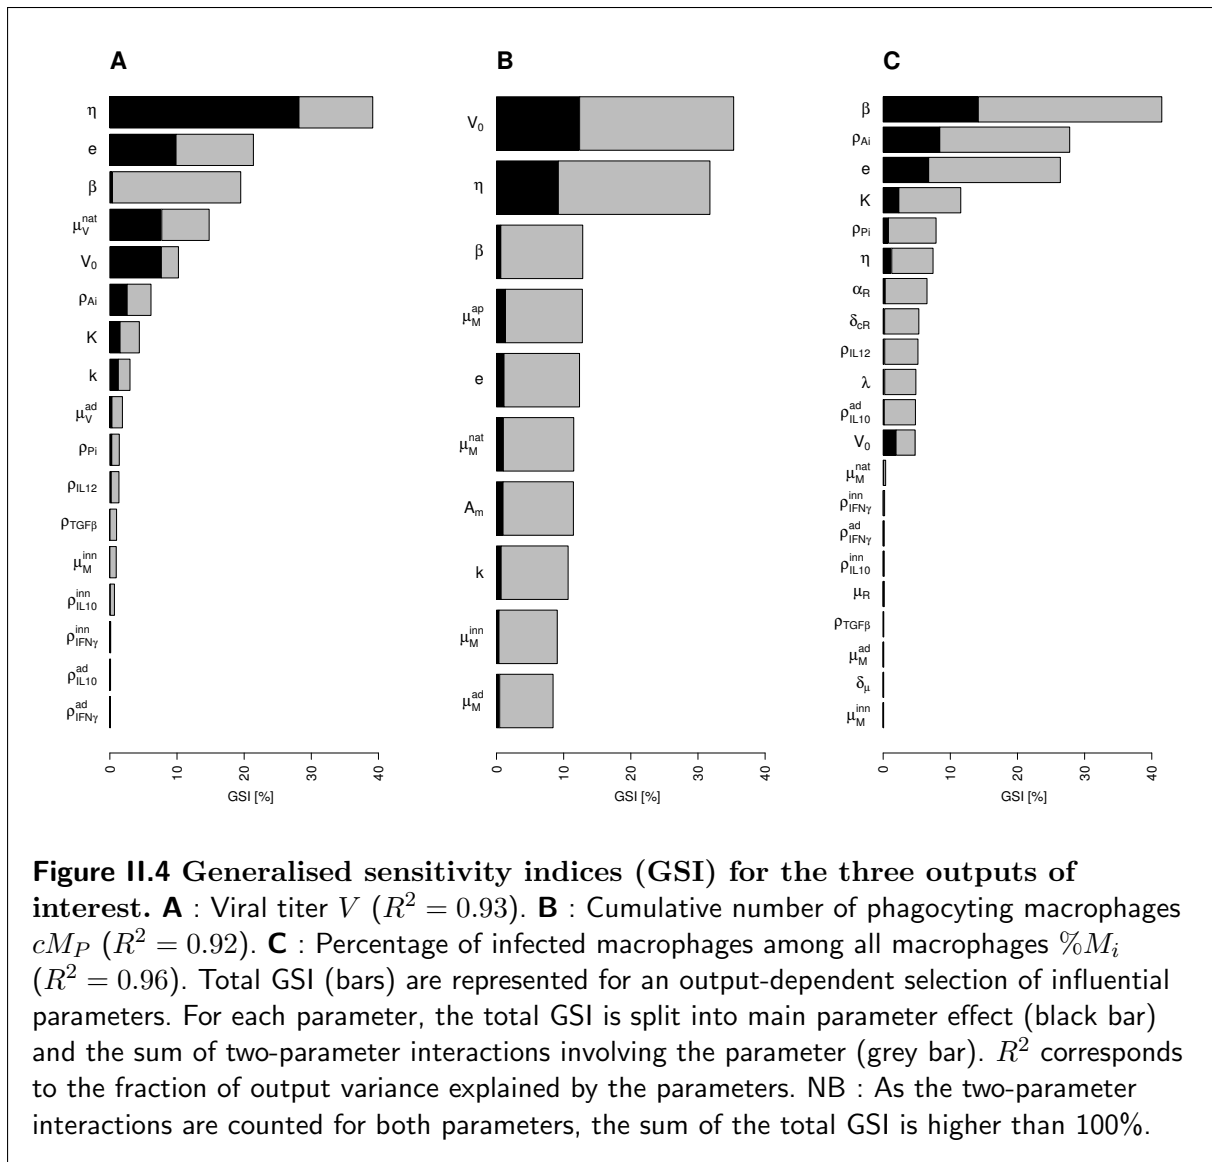 A
η
e
β
μ_V^nat
V_0
ρ_Ai
K
k
μ_V^ad
ρ_Pi
ρ_IL12
ρ_TGFβ
μ_M^inn
ρ_IL10^inn
ρ_IFNγ^inn
ρ_IL10^ad
ρ_IFNγ^ad
0 10 20 30 40
GSI [%]
B
V_0
η
β
μ_M^ap
e
μ_M^nat
A_m
k
μ_M^inn
μ_M^ad
0 10 20 30 40
GSI [%]
C
β
ρ_Ai
e
K
ρ_Pi
η
α_R
δ_cR
ρ_IL12
λ
ρ_IL10^ad
V_0
μ_M^nat
ρ_IFNγ^inn
ρ_IFNγ^ad
ρ_IL10^inn
μ_R
ρ_TGFβ
μ_M^ad
δ_μ
μ_M^inn
0 10 20 30 40
GSI [%]
Figure II.4 Generalised sensitivity indices (GSI) for the three outputs of
interest. A : Viral titer V (R² = 0.93). B : Cumulative number of phagocyting macrophages
cM_P (R² = 0.92). C : Percentage of infected macrophages among all macrophages %M_i
(R² = 0.96). Total GSI (bars) are represented for an output-dependent selection of influential
parameters. For each parameter, the total GSI is split into main parameter effect (black bar)
and the sum of two-parameter interactions involving the parameter (grey bar). R² corresponds
to the fraction of output variance explained by the parameters. NB : As the two-parameter
interactions are counted for both parameters, the sum of the total GSI is higher than 100%.